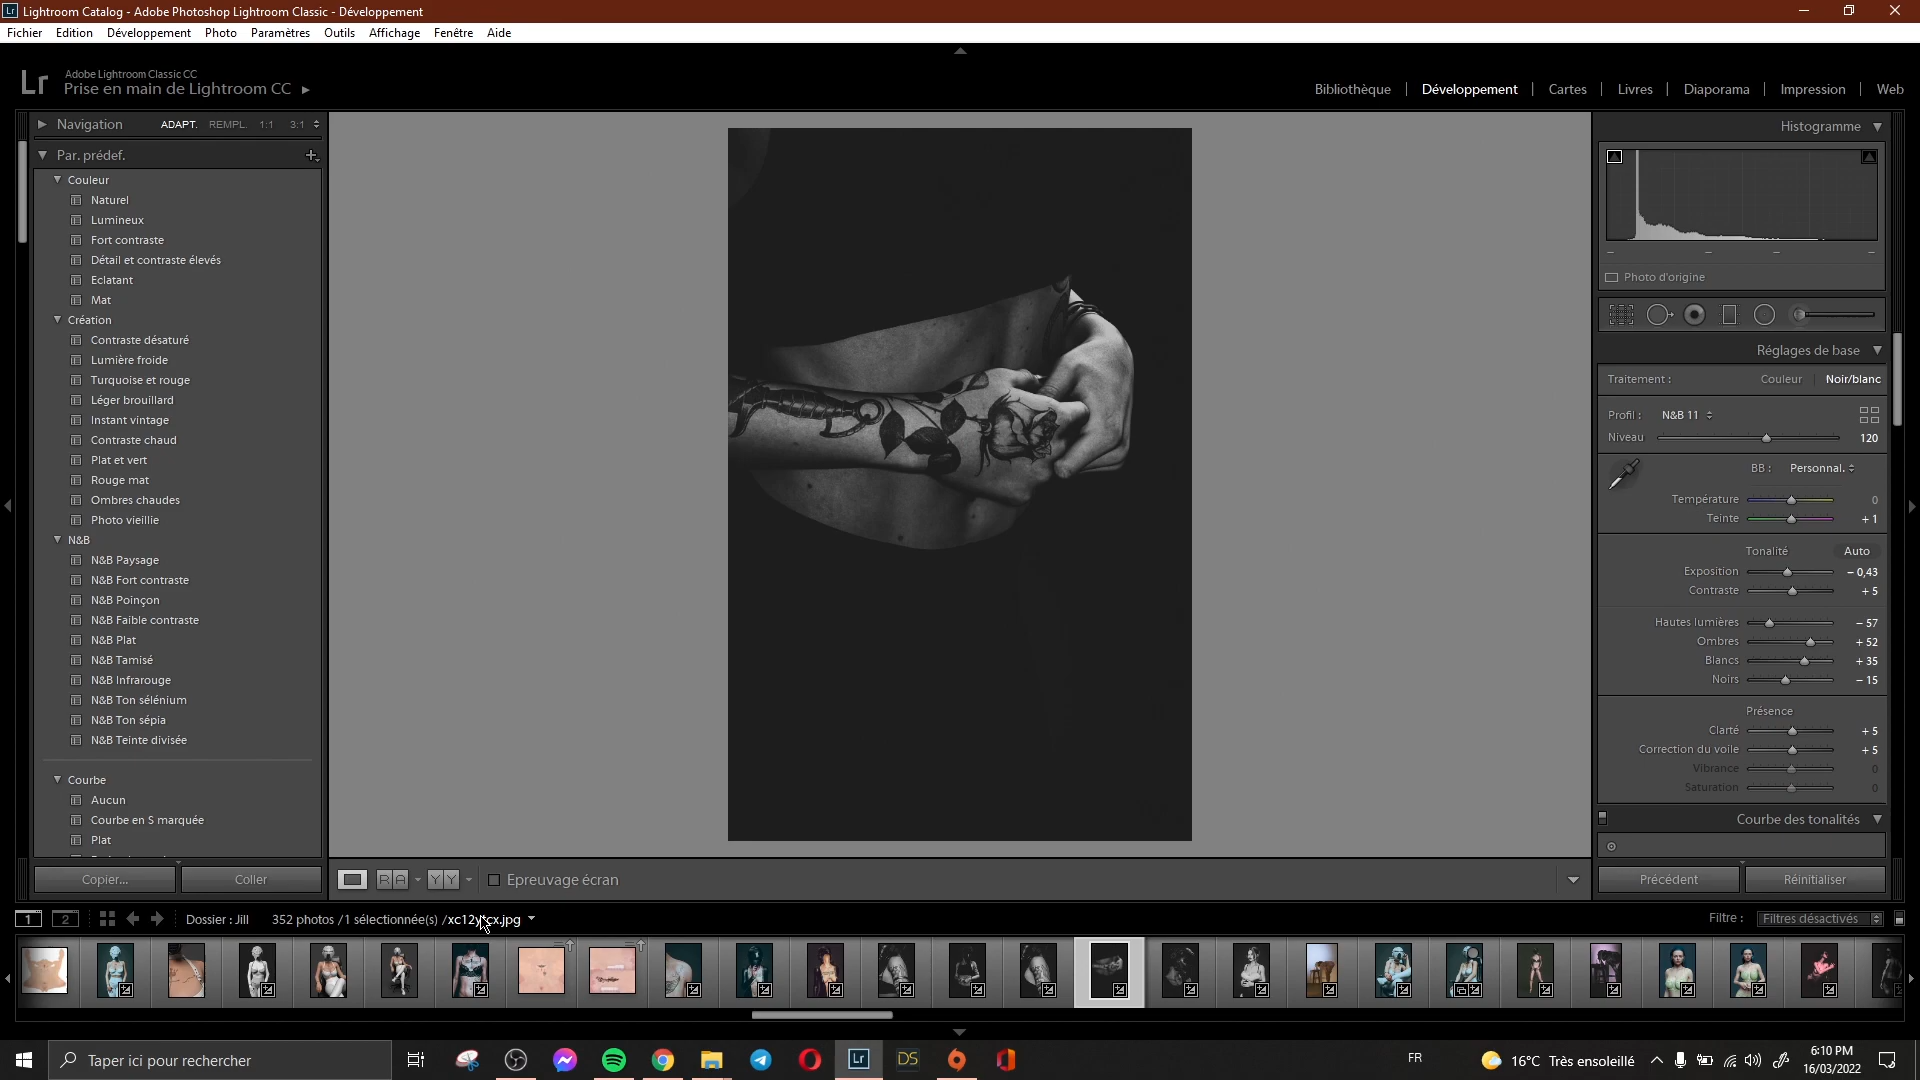 Lightroom Catalog - Adobe Photoshop Lightroom Classic - Développement
Fichier Edition Développement Photo Paramètres Outils Affichage Fenêtre Aide
Lr
Adobe Lightroom Classic CC
Prise en main de Lightroom CC
Bibliothèque | Développement | Cartes | Livres | Diaporama | Impression | Web
Navigation ADAPT. REMPL. 1:1 3:1
Par. prédef.
Couleur
Naturel
Lumineux
Fort contraste
Détail et contraste élevés
Eclatant
Mat
Création
Contraste désaturé
Lumière froide
Turquoise et rouge
Léger brouillard
Instant vintage
Contraste chaud
Plat et vert
Rouge mat
Ombres chaudes
Photo vieillie
N&B
N&B Paysage
N&B Fort contraste
N&B Poinçon
N&B Faible contraste
N&B Plat
N&B Tamisé
N&B Infrarouge
N&B Ton sélénium
N&B Ton sépia
N&B Teinte divisée
Courbe
Aucun
Courbe en S marquée
Plat
Copier... Coller
Histogramme
Photo d'origine
Réglages de base
Traitement : Couleur Noir/blanc
Profil : N&B 11
Niveau 120
BB : Personnal.
Température 0
Teinte + 1
Tonalité Auto
Exposition - 0,43
Contraste + 5
Hautes lumières - 57
Ombres + 52
Blancs + 35
Noirs - 15
Présence
Clarté + 5
Correction du voile + 5
Vibrance 0
Saturation 0
Courbe des tonalités
Précédent Réinitialiser
R A Y Y Epreuvage écran
1 2 Dossier : Jill 352 photos /1 sélectionnée(s) /
Filtre : Filtres désactivés
Taper ici pour rechercher
Lr DS
FR 16°C Très ensoleillé
6:10 PM
16/03/2022